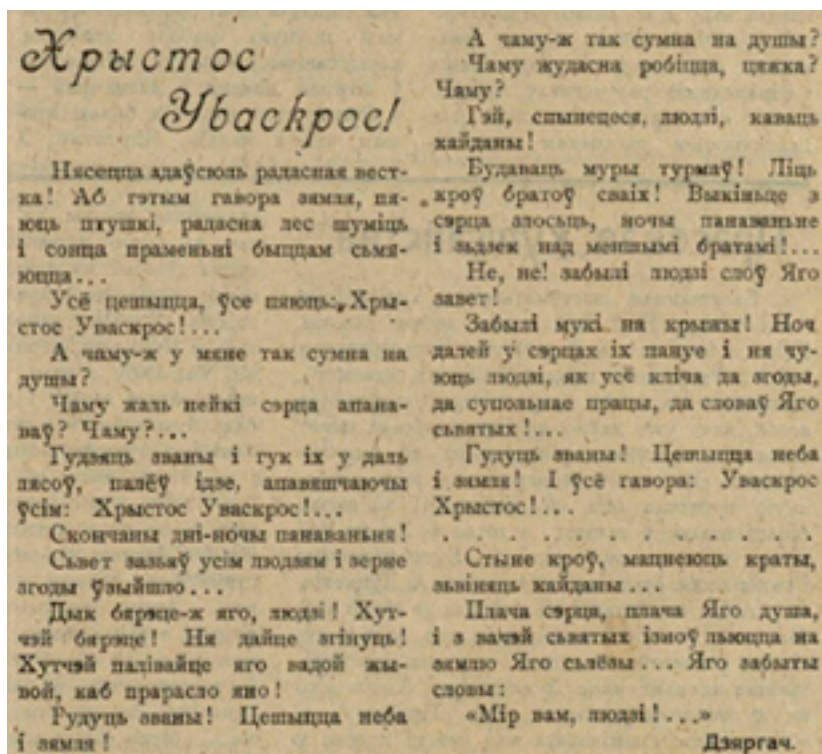 Хрыстос
Уваскрос!
Нясецца адаўсюль радасная вест-
ка! Аб гэтым гавора зямля, пя-
юць птушкі, радасна лес шуміць
і сонца праменьні быццам сьмя-
юцца...
Усё цешыцца, ўсе пяюць: Хры-
стос Уваскрос!...
А чаму-ж у мяне так сумна на
душы?
Чаму жаль нейкі сэрца апана-
ваў? Чаму?...
Гудзяць званы і гук іх у даль
лясоў, палёў ідзе, апавяшчаючы
ўсім: Хрыстос Уваскрос!...
Скончаны дні-ночы панаваньня!
Сьвет зазьяў усім людзям і зерне
згоды ўзыйшло...
Дык бярэце-ж яго, людзі! Хут-
чэй бярэце! Ня дайце згінуць!
Хутчэй палівайце яго вадой жы-
вой, каб прарасло яно!
Гудуць званы! Цешыцца неба
і зямля!
А чаму-ж так сумна на душы?
Чаму жудасна робіцца, цяжка?
Чаму?
Гэй, спынецеся, людзі, каваць
кайданы!
Будаваць муры турмаў! Ліць
кроў братоў сваіх! Выкіньце з
сэрца злосьць, ночы панаваньне
і зьдзек над меншымі братамі!...
Не, не! забылі людзі слоў Яго
завет!
Забылі мукі на крыжы! Ноч
далей у сэрцах іх пануе і ня чу-
юць людзі, як усё кліча да згоды,
да супольнае працы, да словаў Яго
сьвятых!...
Гудуць званы! Цешыцца неба
і зямля! І ўсё гавора: Уваскрос
Хрыстос!...
. . . . . . . . . . . . .
Стыне кроў, мацнеюць краты,
зьвіняць кайданы...
Плача сэрца, плача Яго душа,
і з вачэй сьвятых ізноў льюцца на
зямлю Яго сьлёзы... Яго забыты
словы:
«Мір вам, людзі!...»
Дзяргач.